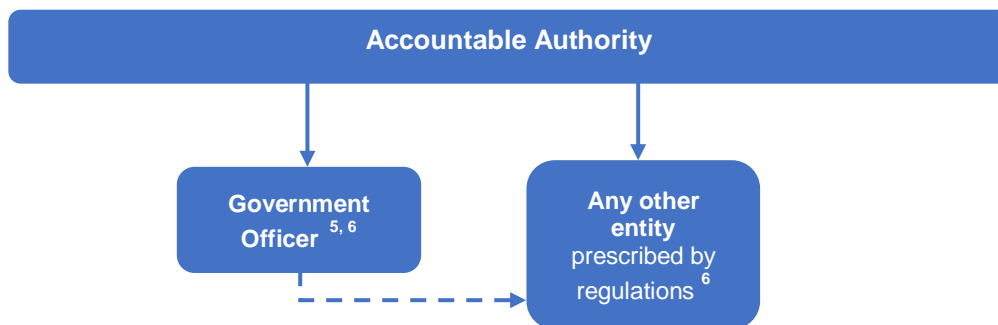 Accountable Authority
Government
Officer 5, 6
Any other
entity
prescribed by
regulations 6